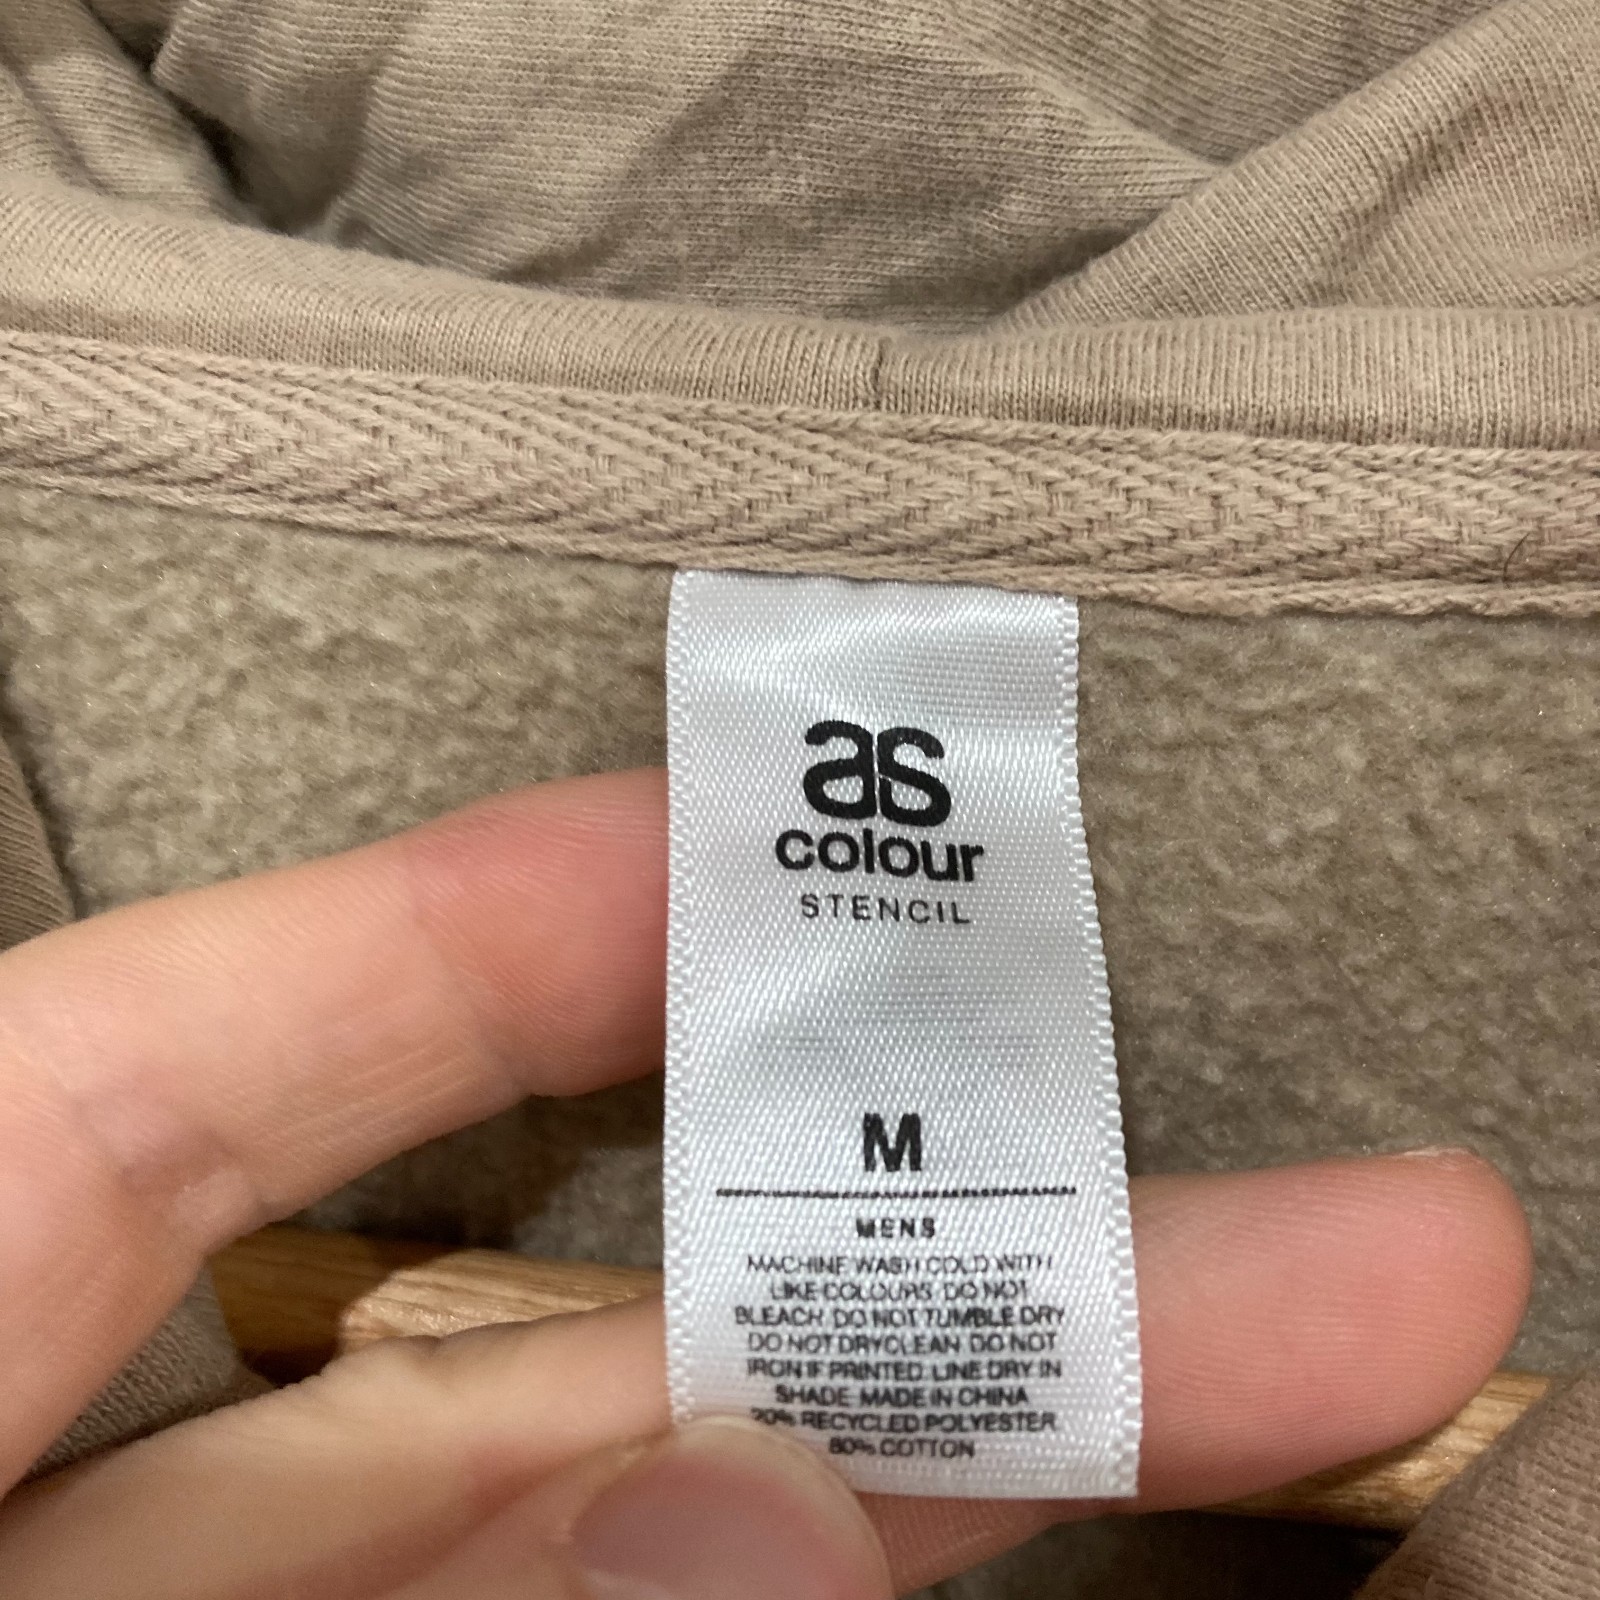 as
colour
STENCIL
M
MENS
MACHINE WASH COLD WITH
LIKE COLOURS DO NOT
BLEACH. DO NOT TUMBLE DRY
DO NOT DRYCLEAN DO NOT
IRON IF PRINTED. LINE DRY IN
SHADE MADE IN CHINA
20% RECYCLED POLYESTER
80% COTTON